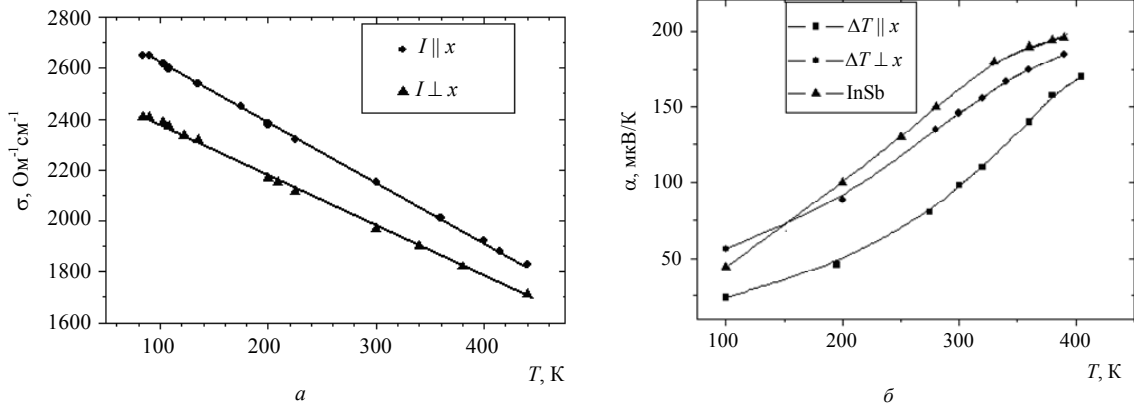 2800
2600
2400
2200
2000
1800
1600
σ, Ом⁻¹см⁻¹
I || x
I ⊥ x
100
200
300
400
T, К
а
200
150
100
50
α, мкВ/К
ΔT || x
ΔT ⊥ x
InSb
100
200
300
400
T, К
б